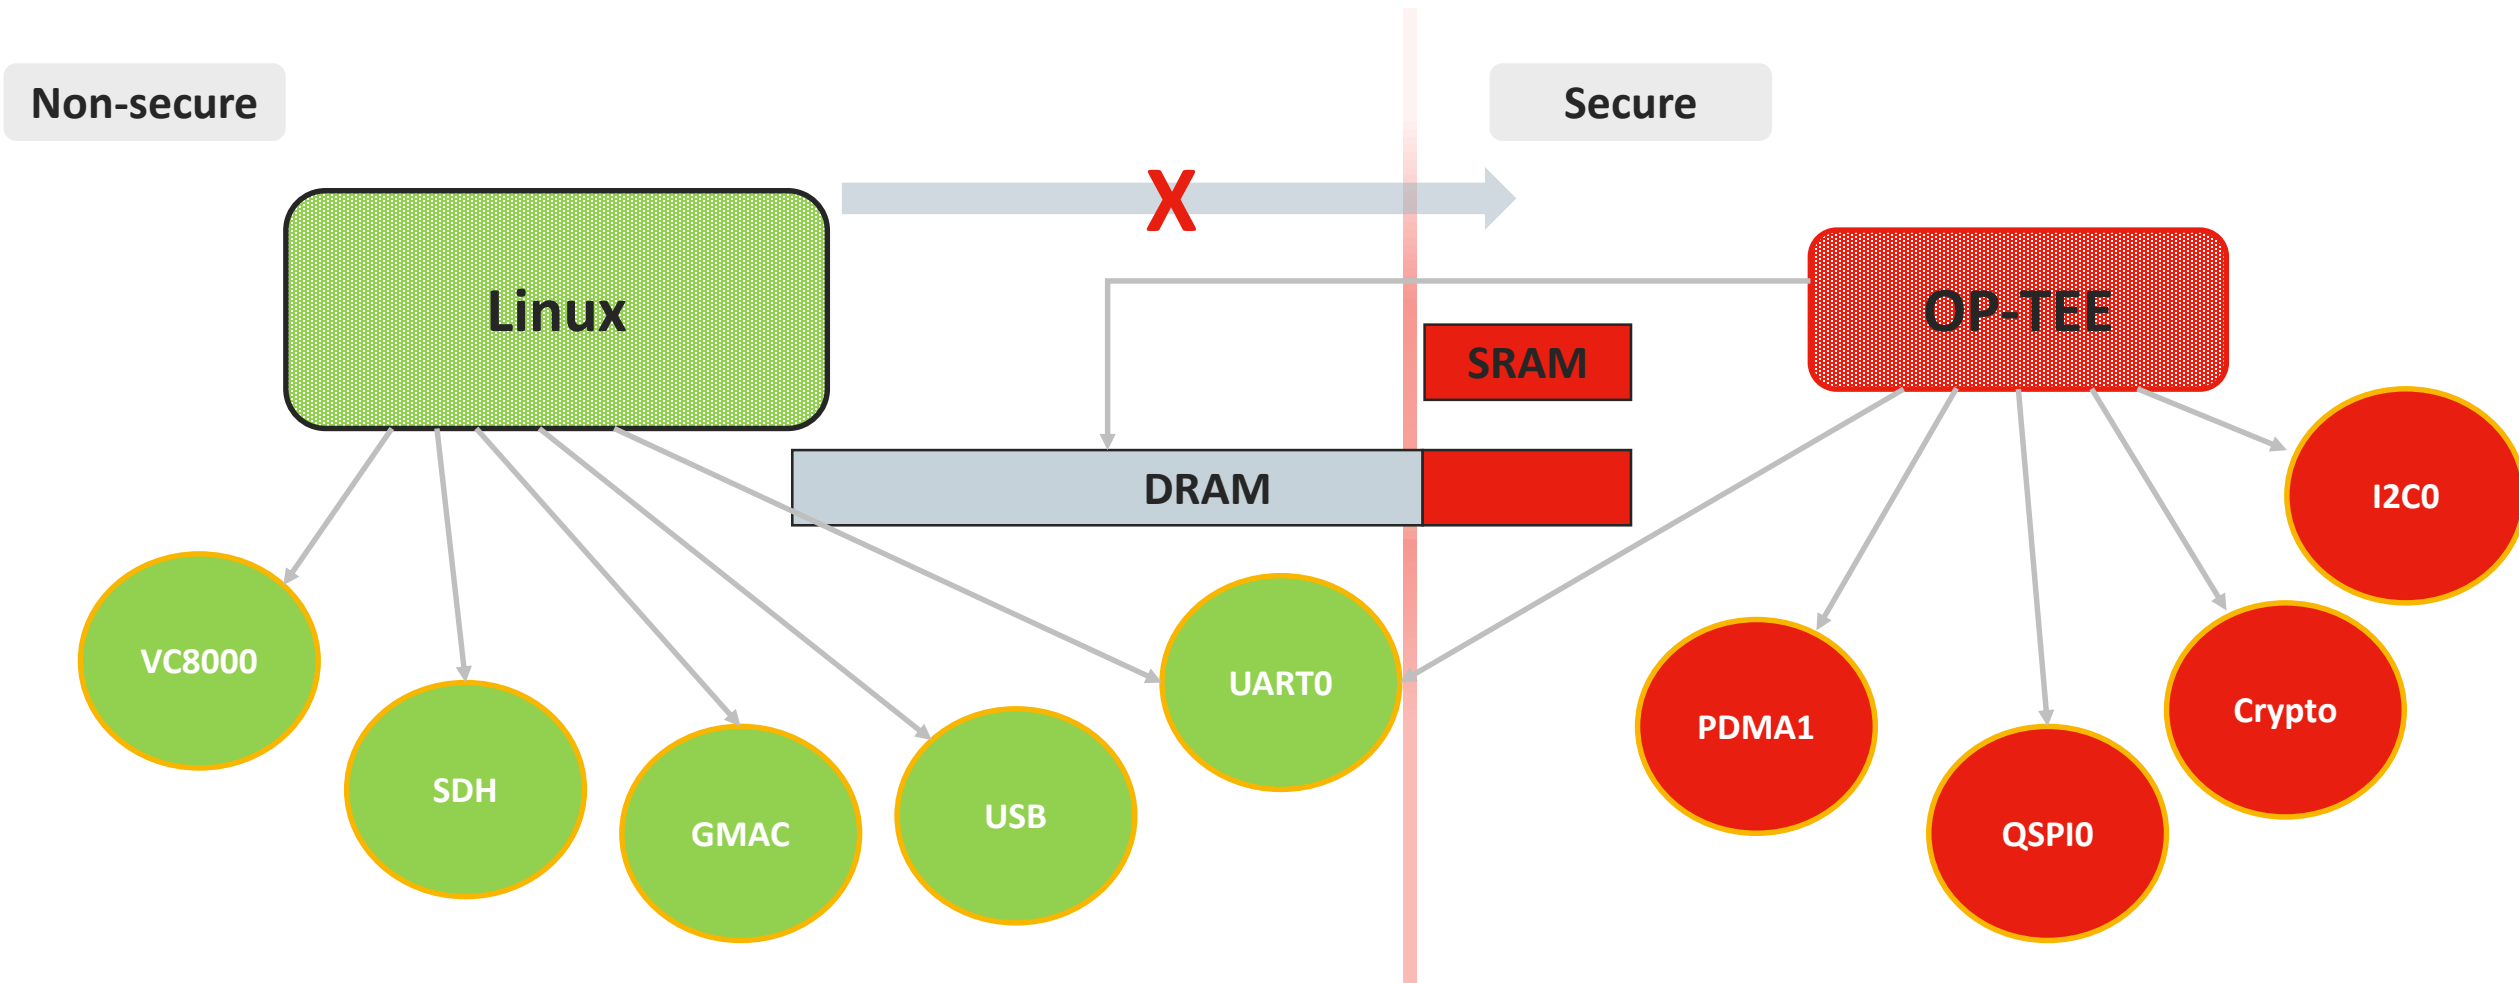 Non-secure
Secure
X
Linux
OP-TEE
SRAM
DRAM
I2C0
VC8000
UART0
Crypto
PDMA1
SDH
USB
GMAC
QSPI0